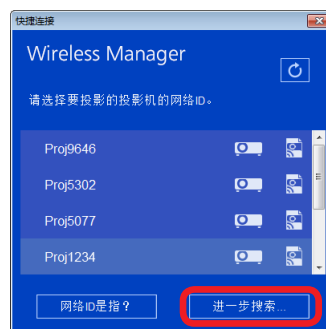 快捷连接
Wireless Manager
请选择要投影的投影机的网络ID。
Proj9646
Proj5302
Proj5077
Proj1234
网络ID是指？
进一步搜索...